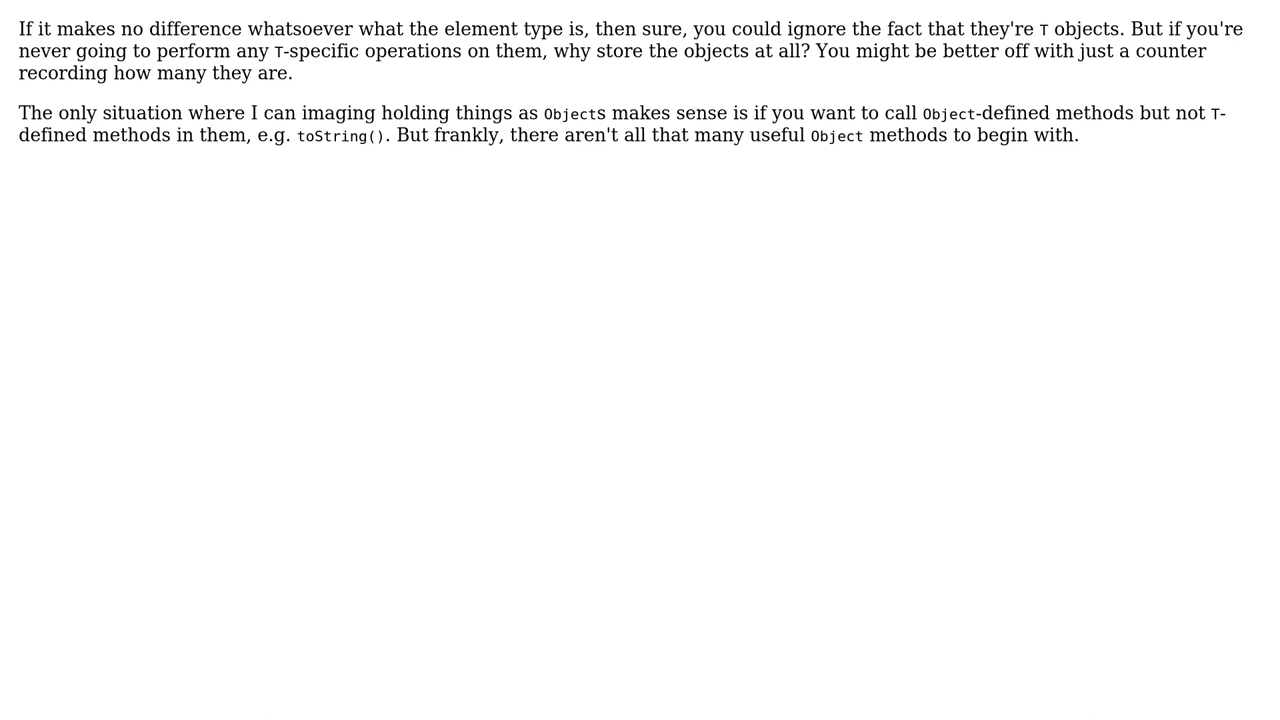 If it makes no difference whatsoever what the element type is, then sure, you could ignore the fact that they're T objects. But if you're
never going to perform any T-specific operations on them, why store the objects at all? You might be better off with just a counter
recording how many they are.
The only situation where I can imaging holding things as Objects makes sense is if you want to call Object-defined methods but not T-
defined methods in them, e.g. toString(). But frankly, there aren't all that many useful Object methods to begin with.